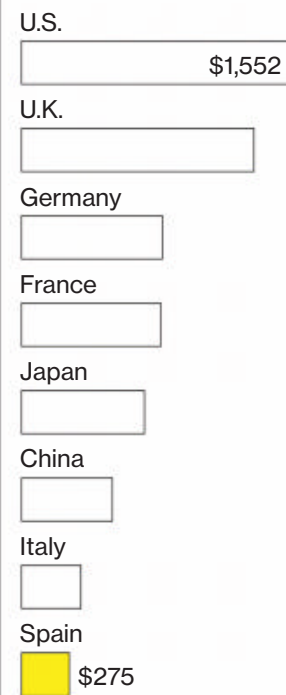 U.S.
$1,552
U.K.
Germany
France
Japan
China
Italy
Spain
$275